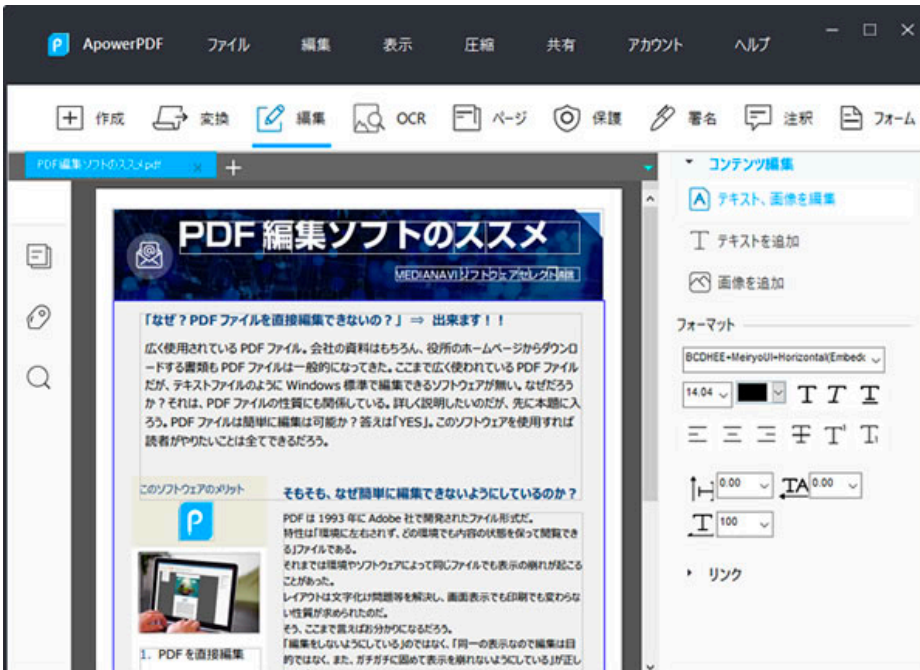 ApowerPDF ファイル 編集 表示 圧縮 共有 アカウント ヘルプ
作成 変換 編集 OCR ページ 保護 署名 注釈 フォーム
PDF編集ソフトのススメ.pdf
PDF 編集ソフトのススメ
MEDIANAVIソフトウェアセレクト
「なぜ？PDF ファイルを直接編集できないの？」 ⇒ 出来ます！！
広く使用されている PDF ファイル。会社の資料はもちろん、役所のホームページからダウンロ
ードする書類も PDF ファイルは一般的になってきた。ここまで広く使われている PDF ファイル
だが、テキストファイルのように Windows 標準で編集できるソフトウェアが無い。なぜだろう
か？それは、PDF ファイルの性質にも関係している。詳しく説明したいのだが、先に本題に入
ろう。PDF ファイルは簡単に編集は可能か？答えは「YES」。このソフトウェアを使用すれば
読者がやりたいことは全てできるだろう。
このソフトウェアのメリット
1. PDF を直接編集
そもそも、なぜ簡単に編集できないようにしているのか？
PDF は 1993 年に Adobe 社で開発されたファイル形式だ。
特性は「環境に左右されず、どの環境でも内容の状態を保って閲覧でき
る」ファイルである。
それまでは環境やソフトウェアによって同じファイルでも表示の崩れが起こる
ことがあった。
レイアウトは文字化け問題等を解決し、画面表示でも印刷でも変わらな
い性質が求められたのだ。
そう、ここまで言えばお分かりになるだろう。
「編集をしないようにしている」のではなく、「同一の表示なので編集は目
的ではなく、また、ガチガチに固めて表示を崩れないようにしている」が正し
コンテンツ編集
テキスト、画像を編集
テキストを追加
画像を追加
フォーマット
BCDHEE+MeiryoUI+Horizontal(Embedc
14.04
0.00 0.00
100
リンク